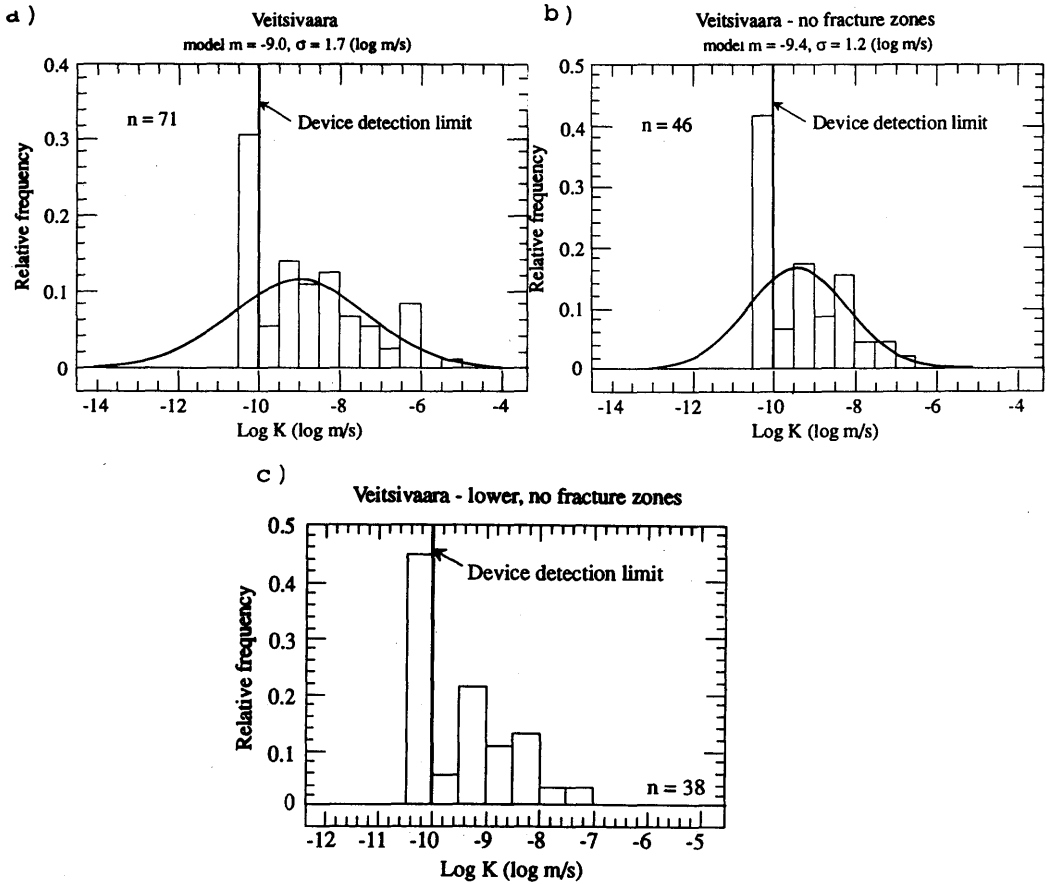 a)
Veitsivaara
model m = -9.0, σ = 1.7 (log m/s)
0.4
0.3
0.2
0.1
0
Relative frequency
n = 71
Device detection limit
-14
-12
-10
-8
-6
-4
Log K (log m/s)
b)
Veitsivaara - no fracture zones
model m = -9.4, σ = 1.2 (log m/s)
0.5
0.4
0.3
0.2
0.1
0
Relative frequency
n = 46
Device detection limit
-14
-12
-10
-8
-6
-4
Log K (log m/s)
c)
Veitsivaara - lower, no fracture zones
0.5
0.4
0.3
0.2
0.1
0
Relative frequency
Device detection limit
n = 38
-12
-11
-10
-9
-8
-7
-6
-5
Log K (log m/s)